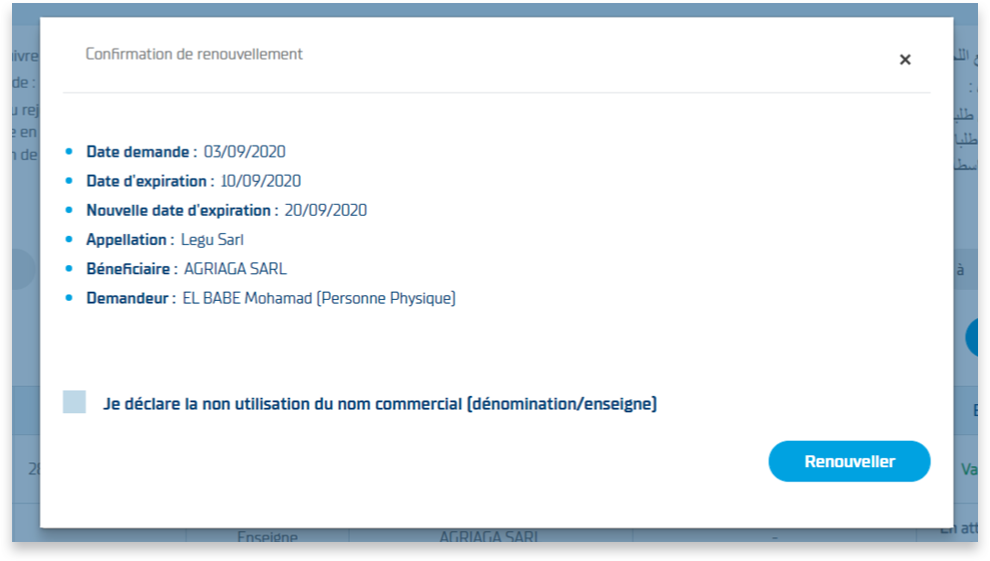 Confirmation de renouvellement
×
Date demande : 03/09/2020
Date d'expiration : 10/09/2020
Nouvelle date d'expiration : 20/09/2020
Appellation : Legu Sarl
Béneficiaire : AGRIAGA SARL
Demandeur : EL BABE Mohamad (Personne Physique)
Je déclare la non utilisation du nom commercial (dénomination/enseigne)
Renouveller
Enseigne AGRIAGA SARL -